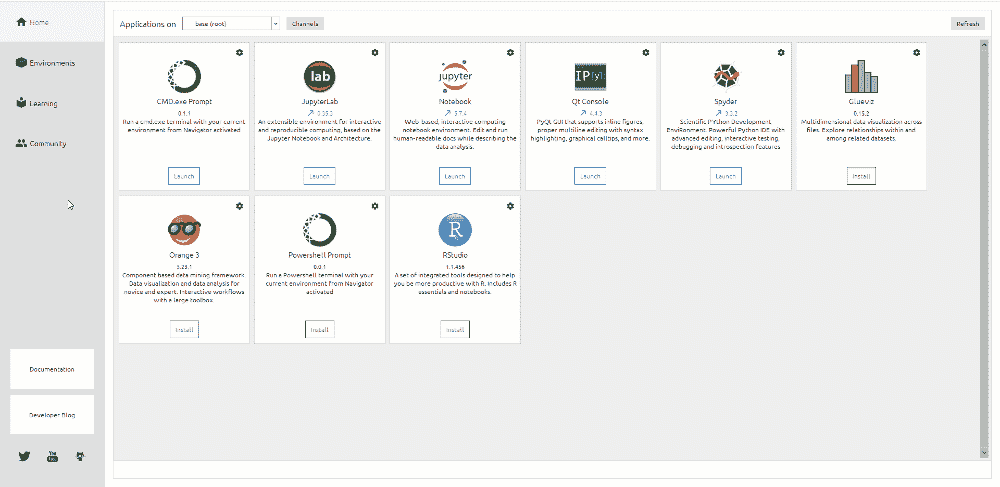 Home
Environments
Learning
Community
Documentation
Developer Blog
Applications on base (root) Channels Refresh
CMD.exe Prompt
0.1.1
Run a cmd.exe terminal with your current
environment from Navigator activated
Launch
lab
JupyterLab
0.35.3
An extensible environment for interactive
and reproducible computing, based on the
Jupyter Notebook and Architecture.
Launch
jupyter
Notebook
5.7.4
Web-based, interactive computing
notebook environment. Edit and run
human-readable docs while describing the
data analysis.
Launch
IP[y]:
Qt Console
4.4.3
PyQt GUI that supports inline figures,
proper multiline editing with syntax
highlighting, graphical calltips, and more.
Launch
Spyder
3.3.2
Scientific PYthon Development
EnviRonment. Powerful Python IDE with
advanced editing, interactive testing,
debugging and introspection features
Launch
Glueviz
0.15.2
Multidimensional data visualization across
files. Explore relationships within and
among related datasets.
Install
Orange 3
3.23.1
Component based data mining framework.
Data visualization and data analysis for
novice and expert. Interactive workflows
with a large toolbox.
Install
Powershell Prompt
0.0.1
Run a Powershell terminal with your
current environment from Navigator
activated
Install
R
RStudio
1.1.456
A set of integrated tools designed to help
you be more productive with R. Includes R
essentials and notebooks.
Install